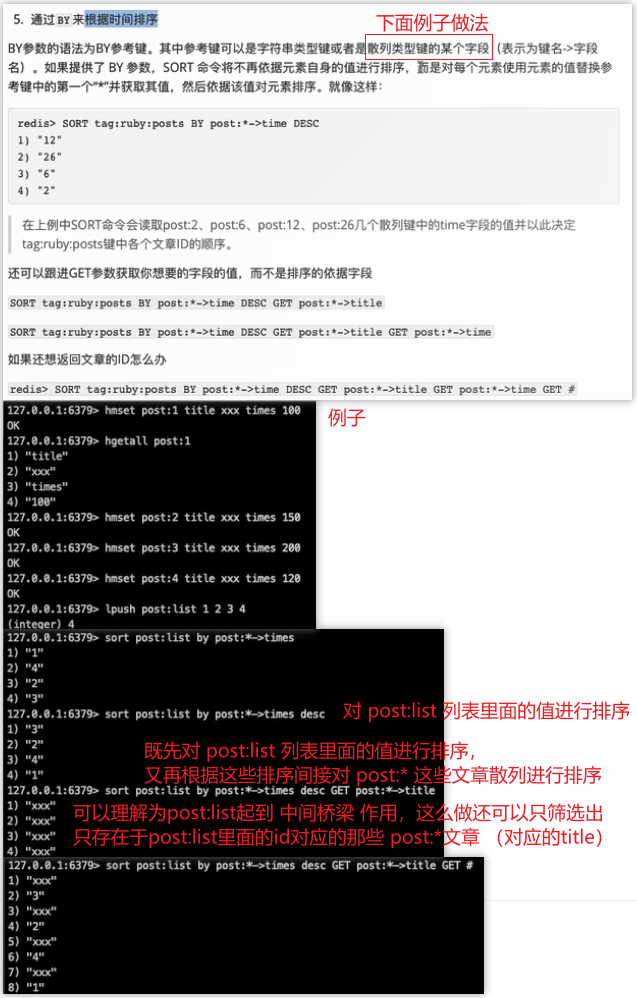 5. 通过 BY 来根据时间排序
下面例子做法
BY参数的语法为BY参考键。其中参考键可以是字符串类型键或者是散列类型键的某个字段（表示为键名->字段
名）。如果提供了 BY 参数，SORT 命令将不再依据元素自身的值进行排序，而是对每个元素使用元素的值替换参
考键中的第一个“*”并获取其值，然后依据该值对元素排序。就像这样：
redis> SORT tag:ruby:posts BY post:*->time DESC
1) "12"
2) "26"
3) "6"
4) "2"
在上例中SORT命令会读取post:2、post:6、post:12、post:26几个散列键中的time字段的值并以此决定
tag:ruby:posts键中各个文章ID的顺序。
还可以跟进GET参数获取你想要的字段的值，而不是排序的依据字段
SORT tag:ruby:posts BY post:*->time DESC GET post:*->title
SORT tag:ruby:posts BY post:*->time DESC GET post:*->title GET post:*->time
如果还想返回文章的ID怎么办
redis> SORT tag:ruby:posts BY post:*->time DESC GET post:*->title GET post:*->time GET #
例子
127.0.0.1:6379> hmset post:1 title xxx times 100
OK
127.0.0.1:6379> hgetall post:1
1) "title"
2) "xxx"
3) "times"
4) "100"
127.0.0.1:6379> hmset post:2 title xxx times 150
OK
127.0.0.1:6379> hmset post:3 title xxx times 200
OK
127.0.0.1:6379> hmset post:4 title xxx times 120
OK
127.0.0.1:6379> lpush post:list 1 2 3 4
(integer) 4
127.0.0.1:6379> sort post:list by post:*->times
1) "1"
2) "4"
3) "2"
4) "3"
127.0.0.1:6379> sort post:list by post:*->times desc
对 post:list 列表里面的值进行排序
1) "3"
2) "2"
3) "4"
4) "1"
既先对 post:list 列表里面的值进行排序，
又再根据这些排序间接对 post:* 这些文章散列进行排序
127.0.0.1:6379> sort post:list by post:*->times desc GET post:*->title
1) "xxx"
2) "xxx"
3) "xxx"
4) "xxx"
可以理解为post:list起到 中间桥梁 作用，这么做还可以只筛选出
只存在于post:list里面的id对应的那些 post:*文章 （对应的title）
127.0.0.1:6379> sort post:list by post:*->times desc GET post:*->title GET #
1) "xxx"
2) "3"
3) "xxx"
4) "2"
5) "xxx"
6) "4"
7) "xxx"
8) "1"